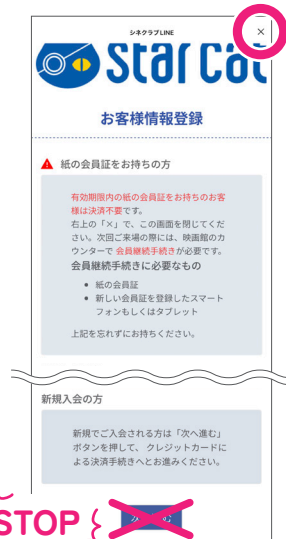 シネクラブLINE
×
star cat
お客様情報登録
紙の会員証をお持ちの方
有効期限内の紙の会員証をお持ちのお客
様は決済不要です。
右上の「×」で、この画面を閉じてくだ
さい。次回ご来場の際には、映画館のカ
ウンターで 会員継続手続きが必要です。
会員継続手続きに必要なもの
• 紙の会員証
• 新しい会員証を登録したスマート
フォンもしくはタブレット
上記を忘れずにお持ちください。
新規入会の方
新規でご入会される方は「次へ進む」
ボタンを押して、 クレジットカードに
よる決済手続きへとお進みください。
STOP